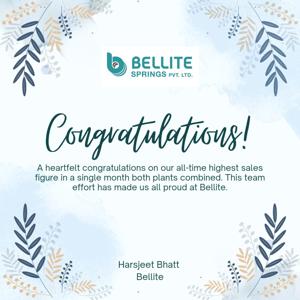 BELLITE
SPRINGS PVT. LTD.
Congratulations!
A heartfelt congratulations on our all-time highest sales
figure in a single month both plants combined. This team
effort has made us all proud at Bellite.
Harsjeet Bhatt
Bellite